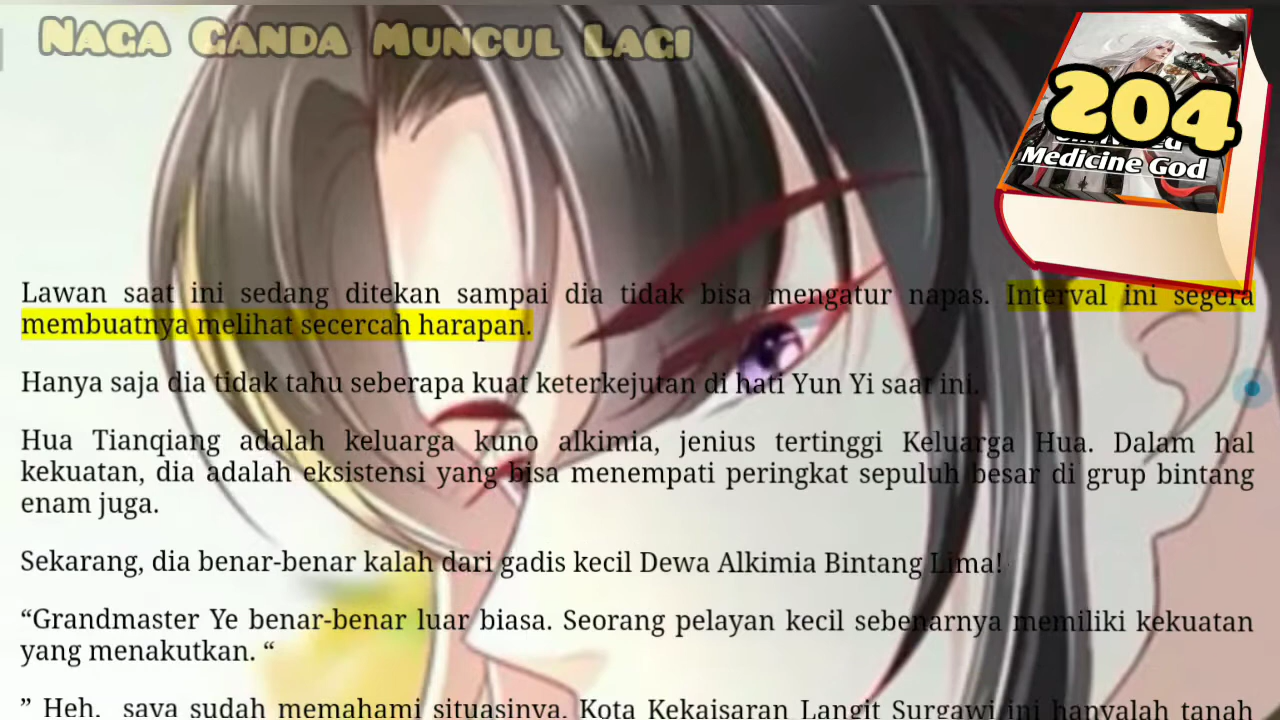 Naga Ganda Muncul Lagi
204
Medicine God
Lawan saat ini sedang ditekan sampai dia tidak bisa mengatur napas. Interval ini segera
membuatnya melihat secercah harapan.
Hanya saja dia tidak tahu seberapa kuat keterkejutan di hati Yun Yi saat ini.
Hua Tianqiang adalah keluarga kuno alkimia, jenius tertinggi Keluarga Hua. Dalam hal
kekuatan, dia adalah eksistensi yang bisa menempati peringkat sepuluh besar di grup bintang
enam juga.
Sekarang, dia benar-benar kalah dari gadis kecil Dewa Alkimia Bintang Lima!
“Grandmaster Ye benar-benar luar biasa. Seorang pelayan kecil sebenarnya memiliki kekuatan
yang menakutkan. “
” Heh, saya sudah memahami situasinya. Kota Kekaisaran Langit Surgawi ini hanyalah tanah